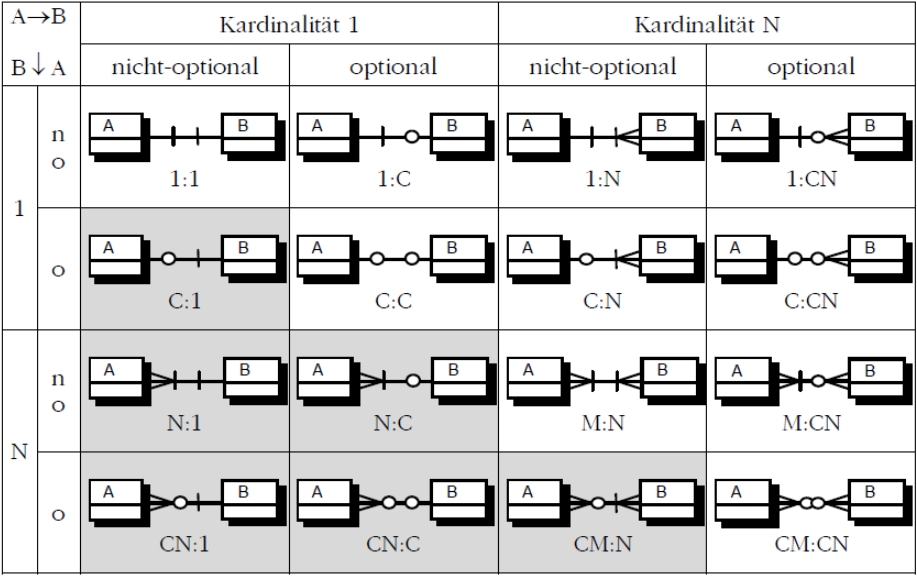 A→B Kardinalität 1 Kardinalität N
B↓A nicht-optional optional nicht-optional optional
1
n
o
A B A B A B A B
1:1 1:C 1:N 1:CN
o
A B A B A B A B
C:1 C:C C:N C:CN
N
n
o
A B A B A B A B
N:1 N:C M:N M:CN
o
A B A B A B A B
CN:1 CN:C CM:N CM:CN